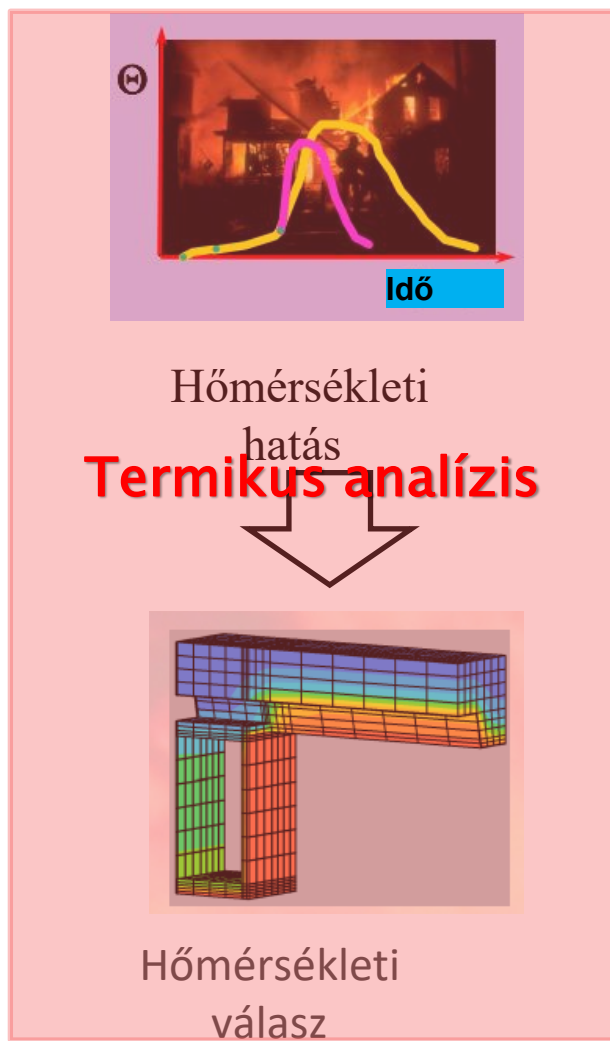 Θ
Idő
Hőmérsékleti
hatás
Termikus analízis
Hőmérsékleti
válasz